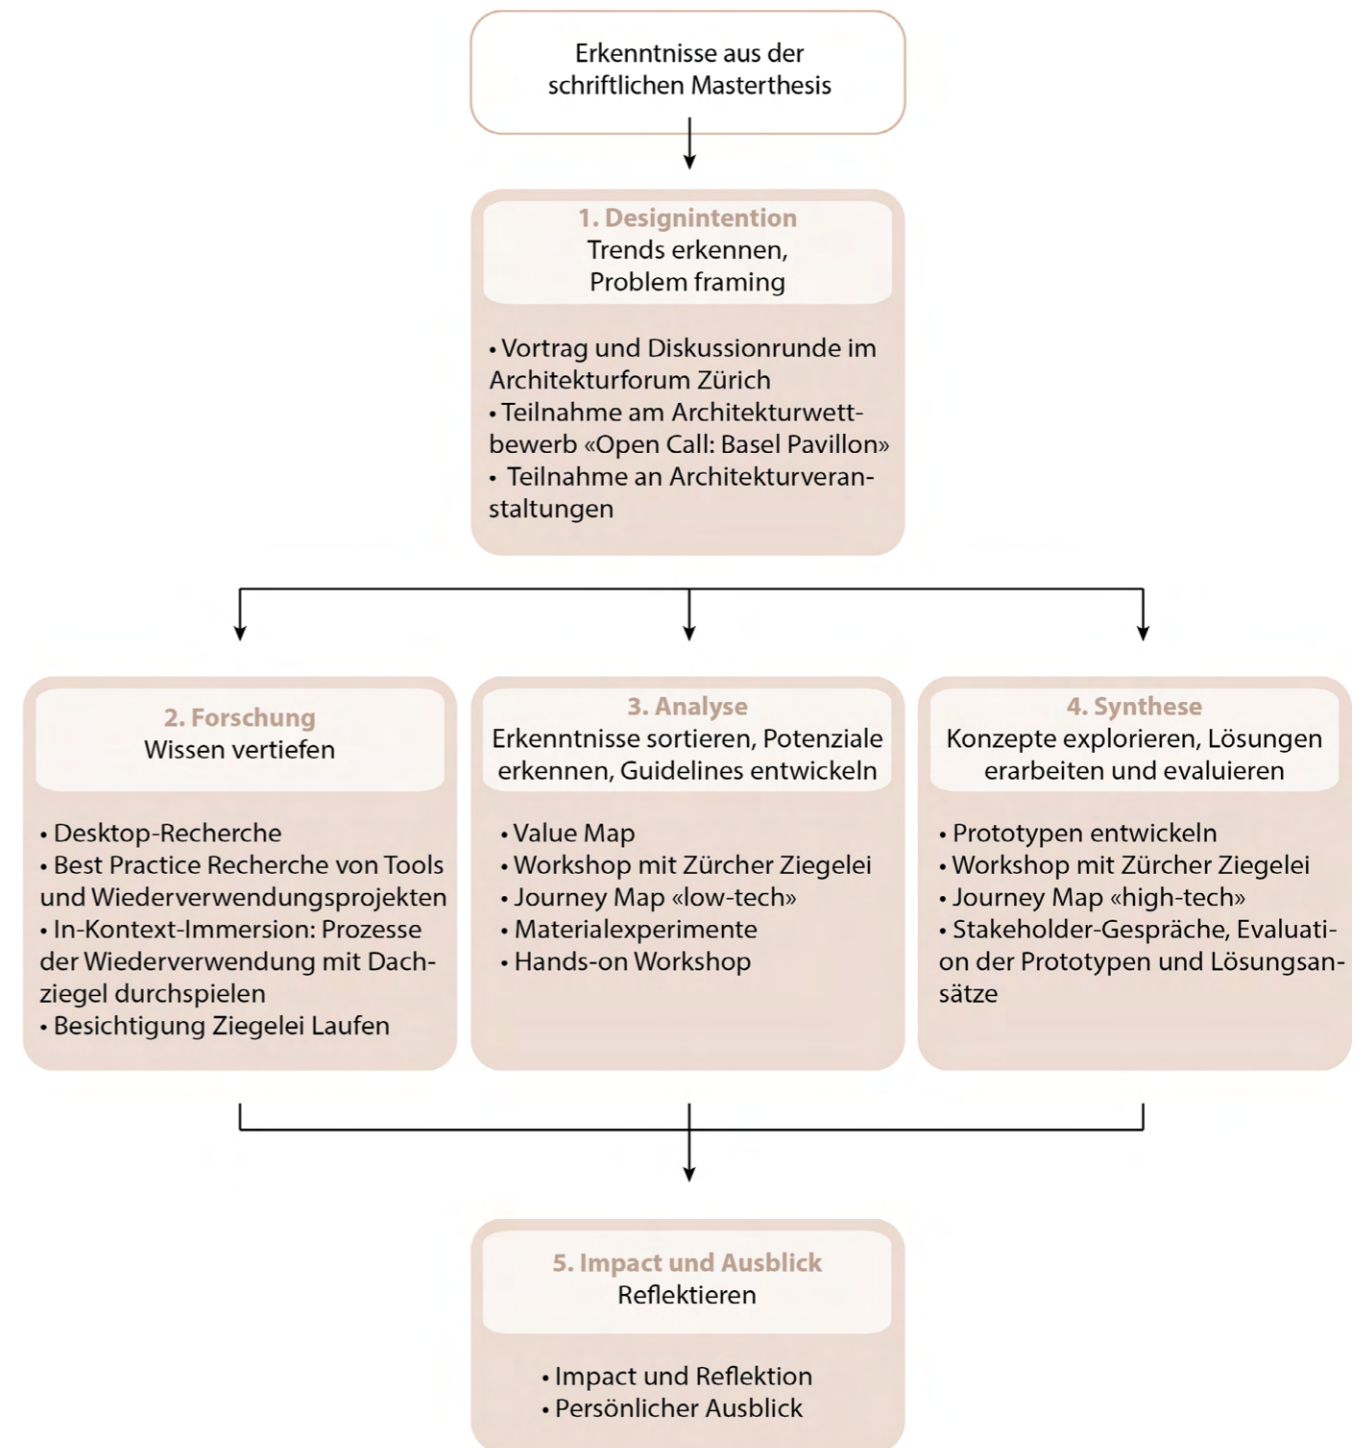 Erkenntnisse aus der
schriftlichen Masterthesis
1. Designintention
Trends erkennen,
Problem framing
• Vortrag und Diskussionrunde im
Architekturforum Zürich
• Teilnahme am Architekturwett-
bewerb «Open Call: Basel Pavillon»
• Teilnahme an Architekturveran-
staltungen
2. Forschung
Wissen vertiefen
• Desktop-Recherche
• Best Practice Recherche von Tools
und Wiederverwendungsprojekten
• In-Kontext-Immersion: Prozesse
der Wiederverwendung mit Dach-
ziegel durchspielen
• Besichtigung Ziegelei Laufen
3. Analyse
Erkenntnisse sortieren, Potenziale
erkennen, Guidelines entwickeln
• Value Map
• Workshop mit Zürcher Ziegelei
• Journey Map «low-tech»
• Materialexperimente
• Hands-on Workshop
4. Synthese
Konzepte explorieren, Lösungen
erarbeiten und evaluieren
• Prototypen entwickeln
• Workshop mit Zürcher Ziegelei
• Journey Map «high-tech»
• Stakeholder-Gespräche, Evaluati-
on der Prototypen und Lösungsan-
sätze
5. Impact und Ausblick
Reflektieren
• Impact und Reflektion
• Persönlicher Ausblick